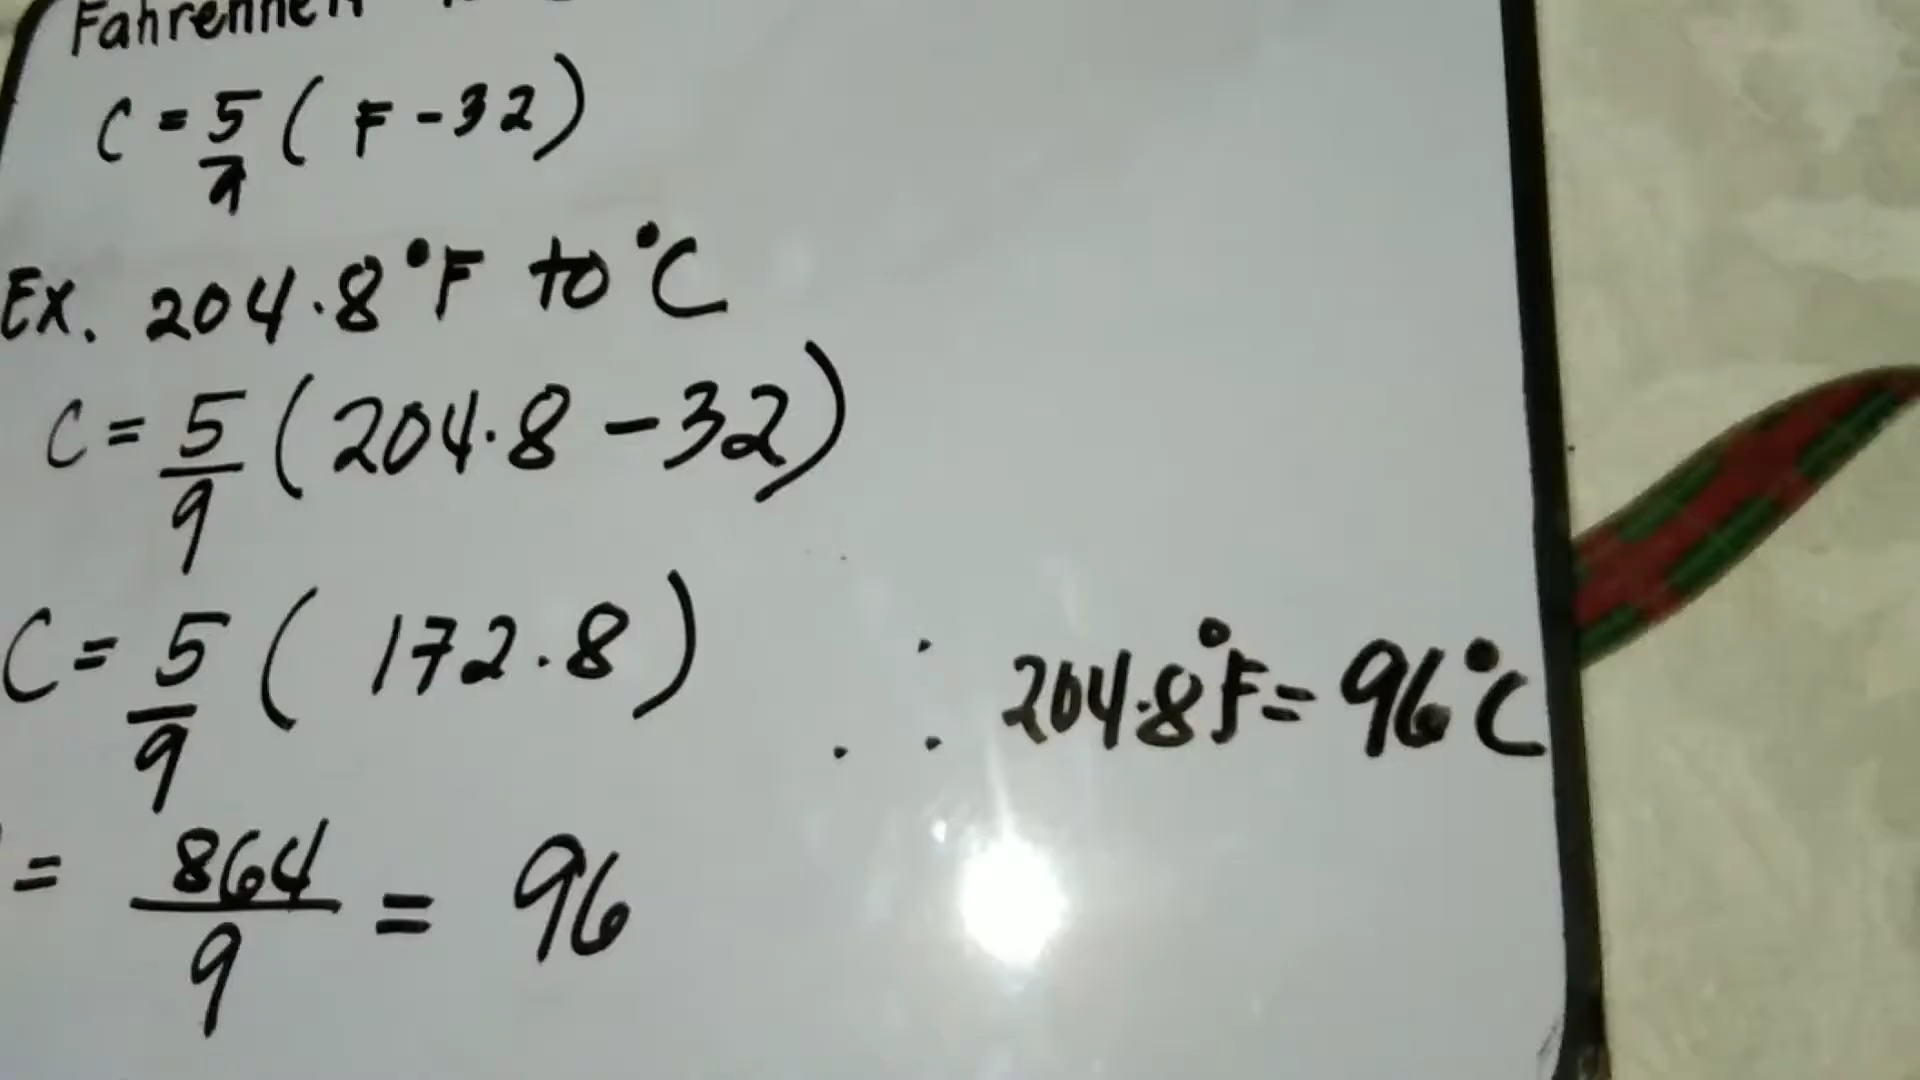 Fahrenheit
C = 5/9 ( F - 32 )
Ex. 204.8°F to °C
C = 5/9 ( 204.8 - 32 )
C = 5/9 ( 172.8 )
∴ 204.8°F = 96°C
= 864/9 = 96